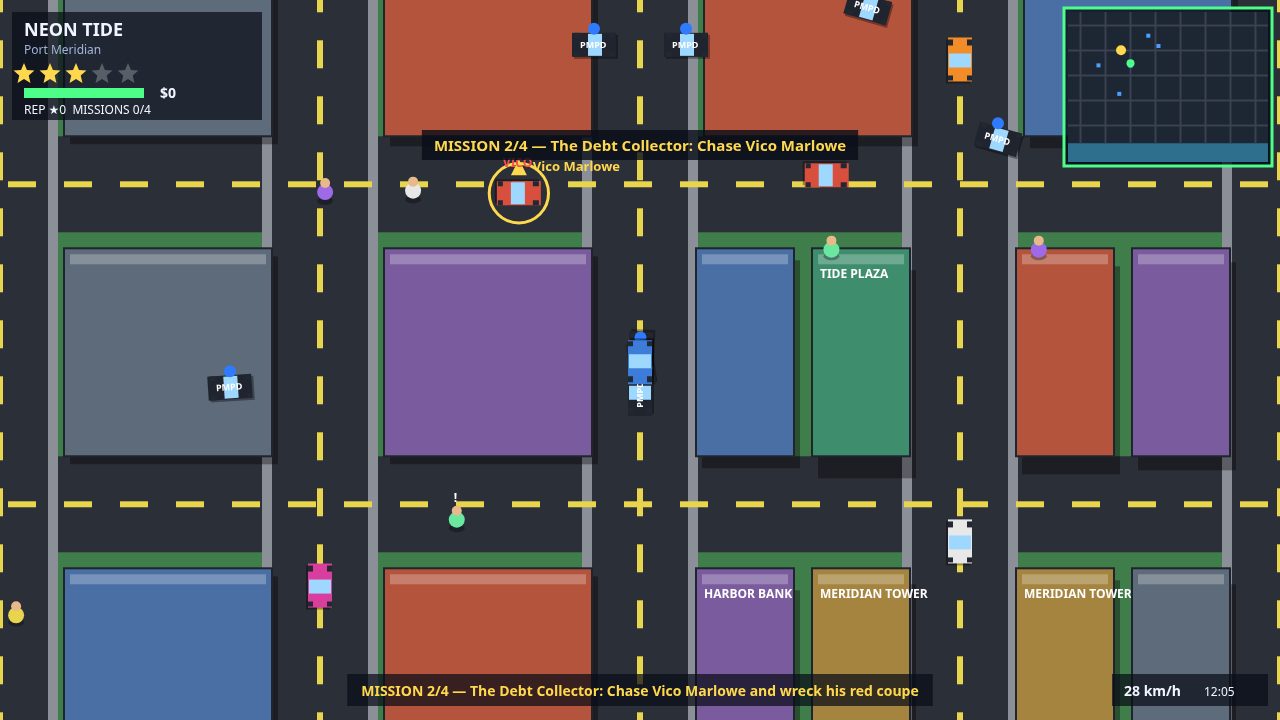 NEON TIDE
Port Meridian
$0
REP ★0 MISSIONS 0/4
PMPD
PMPD
PMPD
PMPD
MISSION 2/4 — The Debt Collector: Chase Vico Marlowe
VICO
Vico Marlowe
TIDE PLAZA
PMPD
PMPD
!
HARBOR BANK
MERIDIAN TOWER
MERIDIAN TOWER
MISSION 2/4 — The Debt Collector: Chase Vico Marlowe and wreck his red coupe
28 km/h
12:05